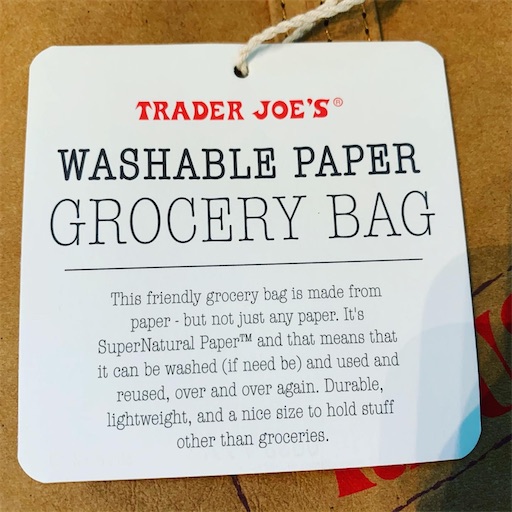 TRADER JOE'S®
WASHABLE PAPER
GROCERY BAG
This friendly grocery bag is made from
paper - but not just any paper. It's
SuperNatural Paper™ and that means that
it can be washed (if need be) and used and
reused, over and over again. Durable,
lightweight, and a nice size to hold stuff
other than groceries.